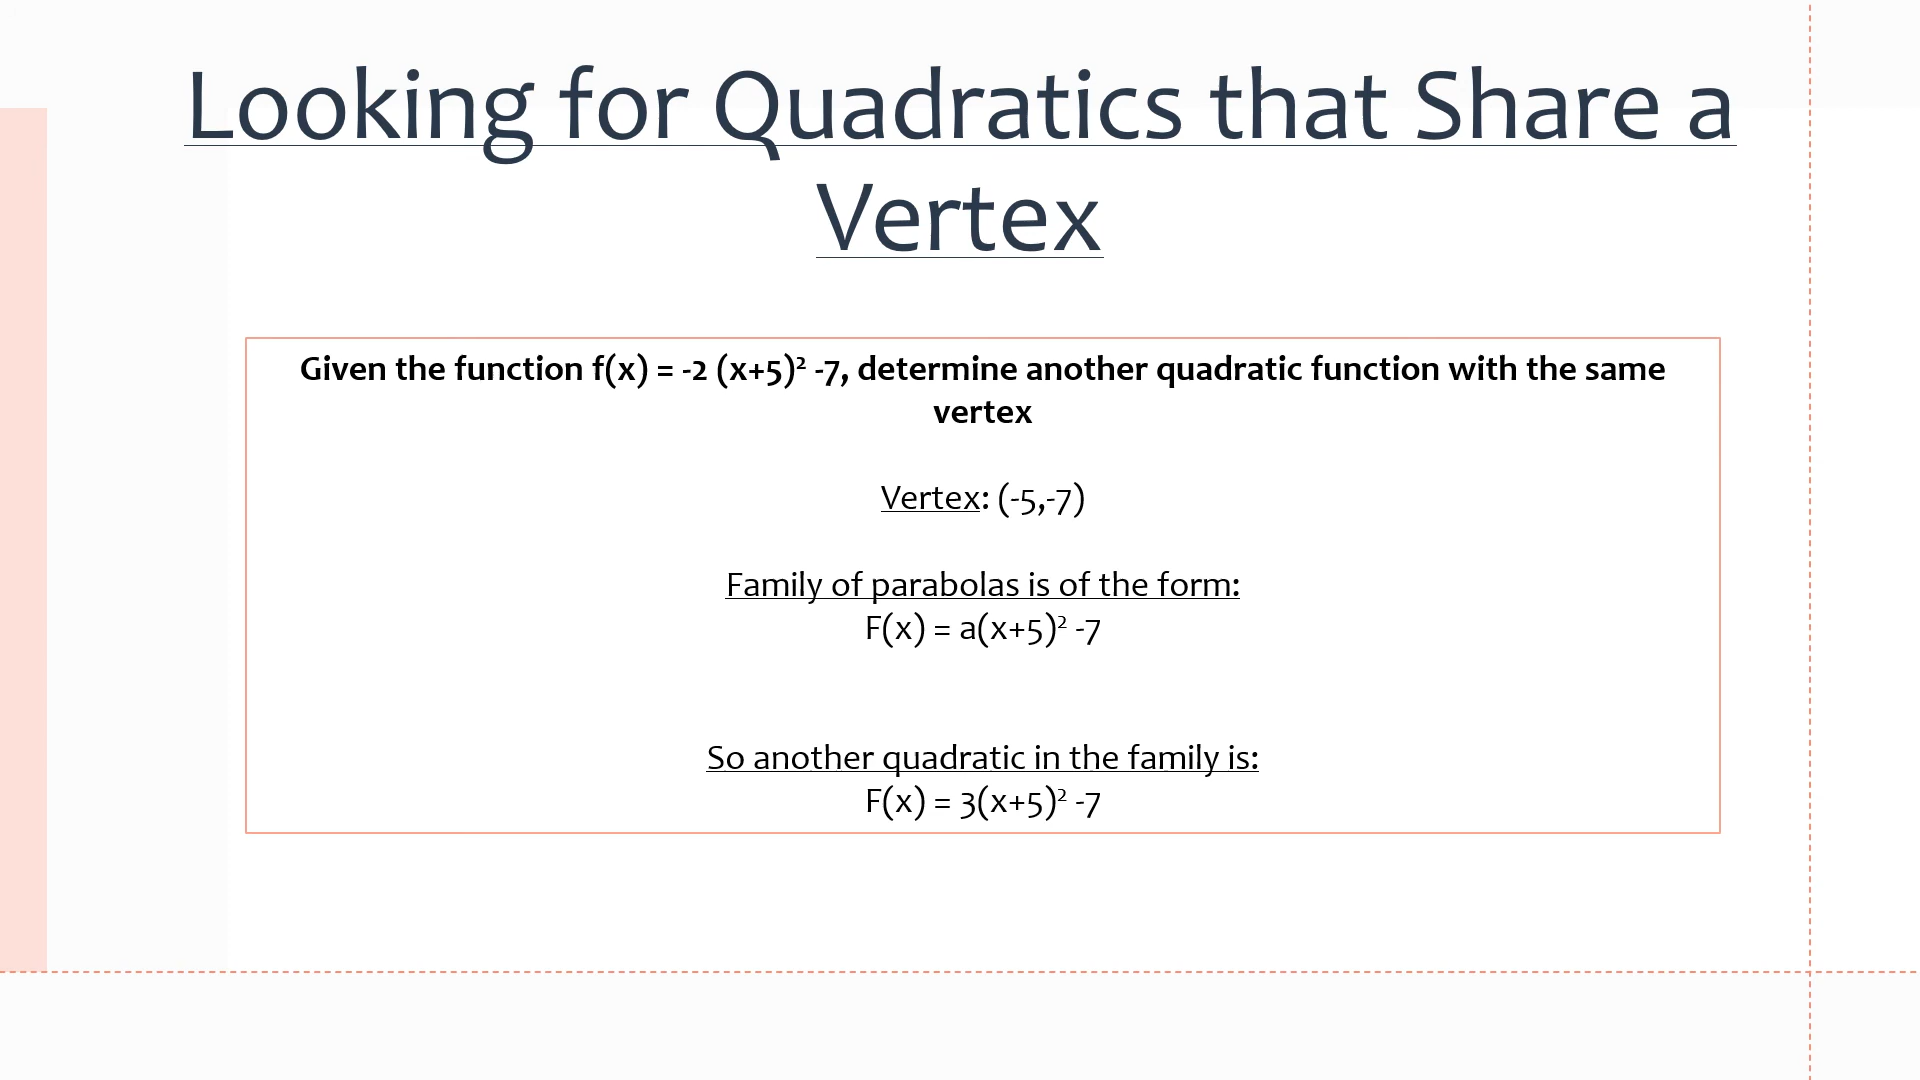 Looking for Quadratics that Share a
Vertex
Given the function f(x) = -2 (x+5)² -7, determine another quadratic function with the same
vertex
Vertex: (-5,-7)
Family of parabolas is of the form:
F(x) = a(x+5)² -7
So another quadratic in the family is:
F(x) = 3(x+5)² -7